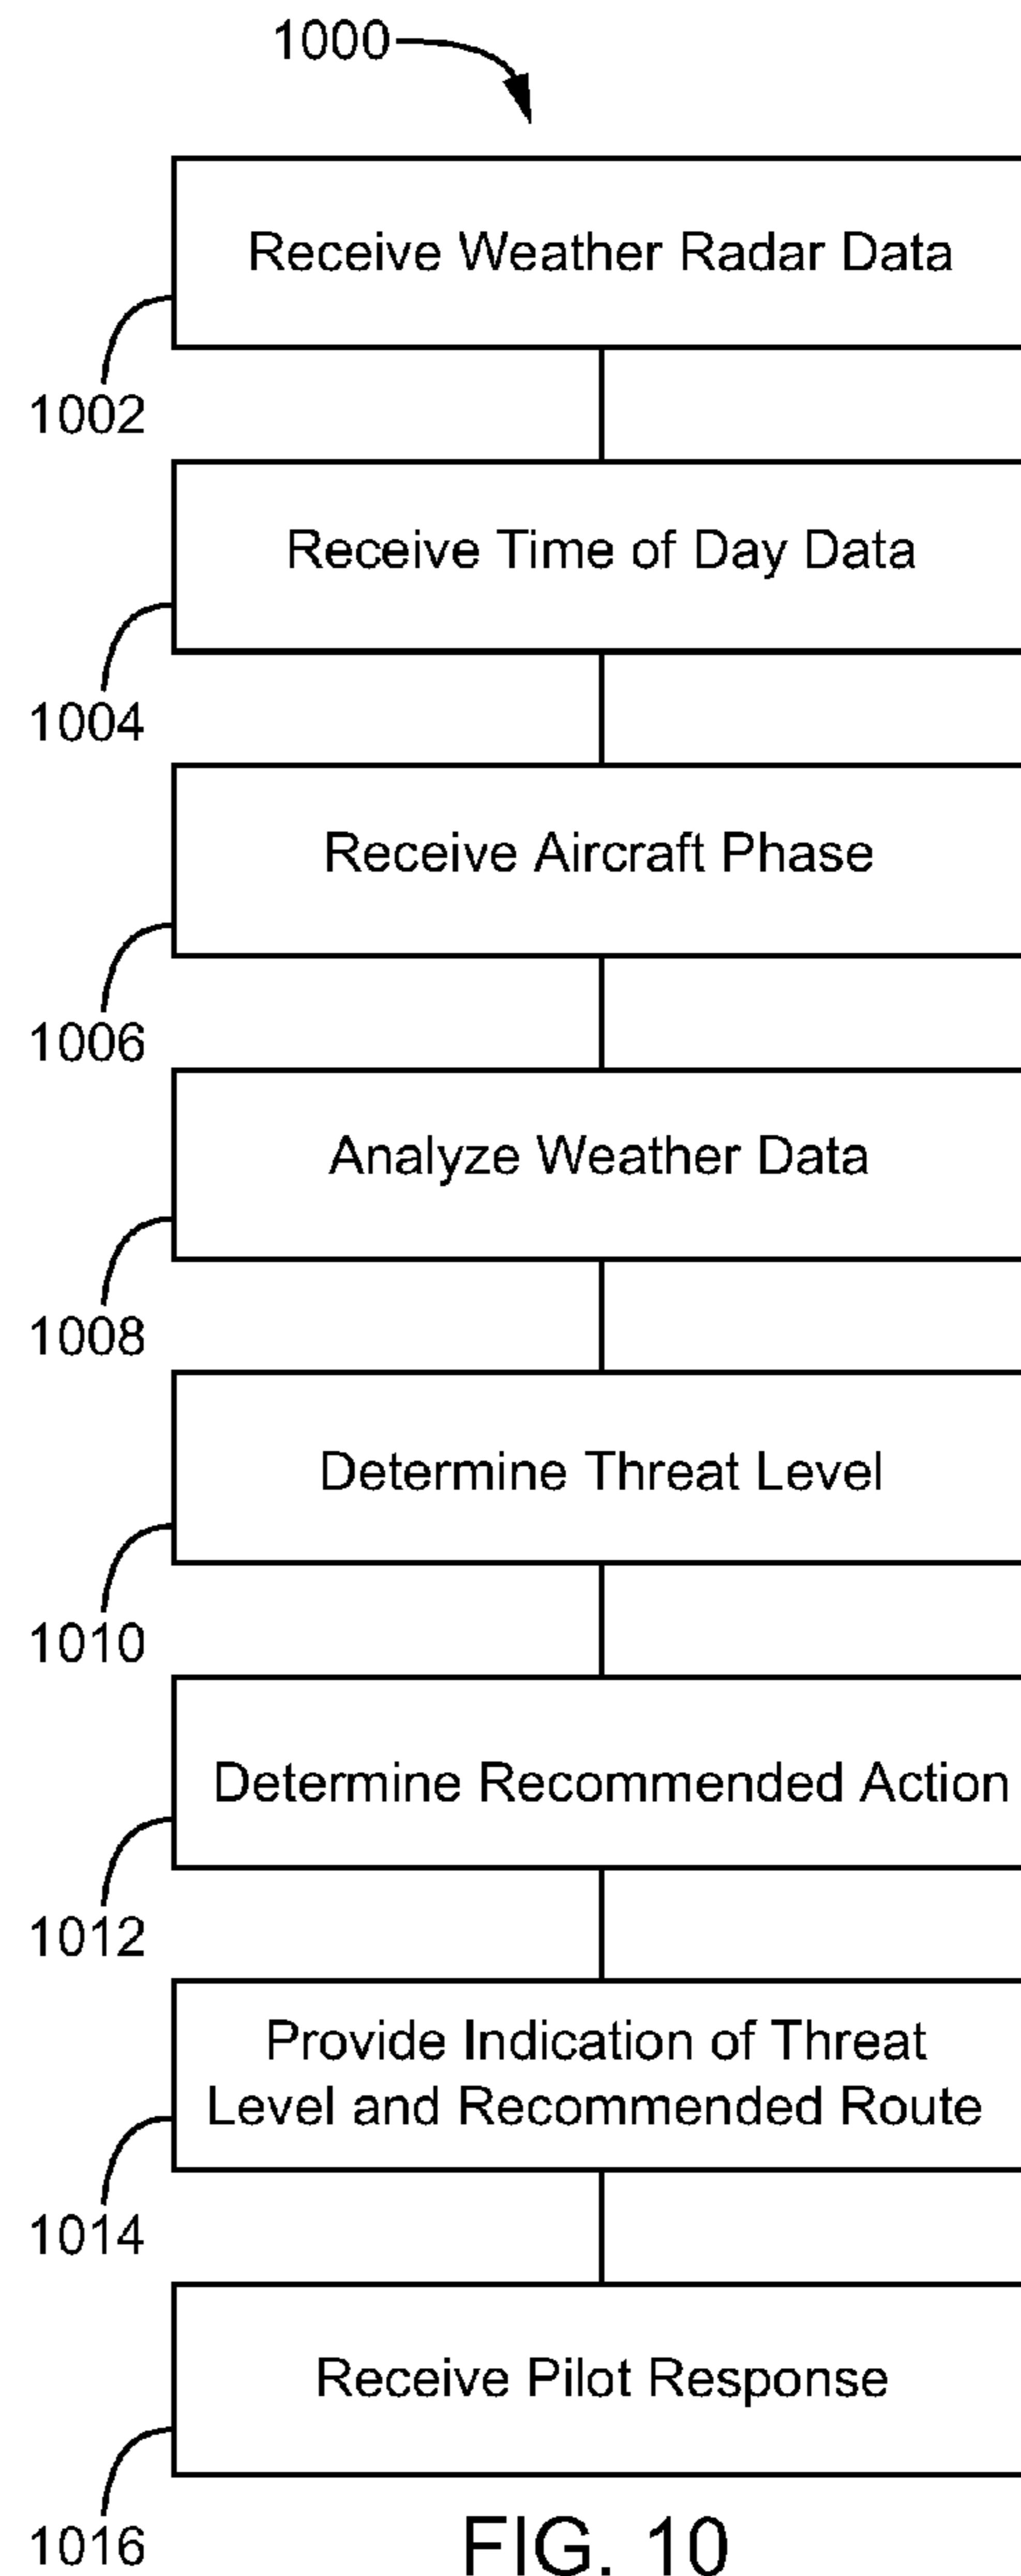 1000
Receive Weather Radar Data
1002
Receive Time of Day Data
1004
Receive Aircraft Phase
1006
Analyze Weather Data
1008
Determine Threat Level
1010
Determine Recommended Action
1012
Provide Indication of Threat
Level and Recommended Route
1014
Receive Pilot Response
1016
FIG. 10